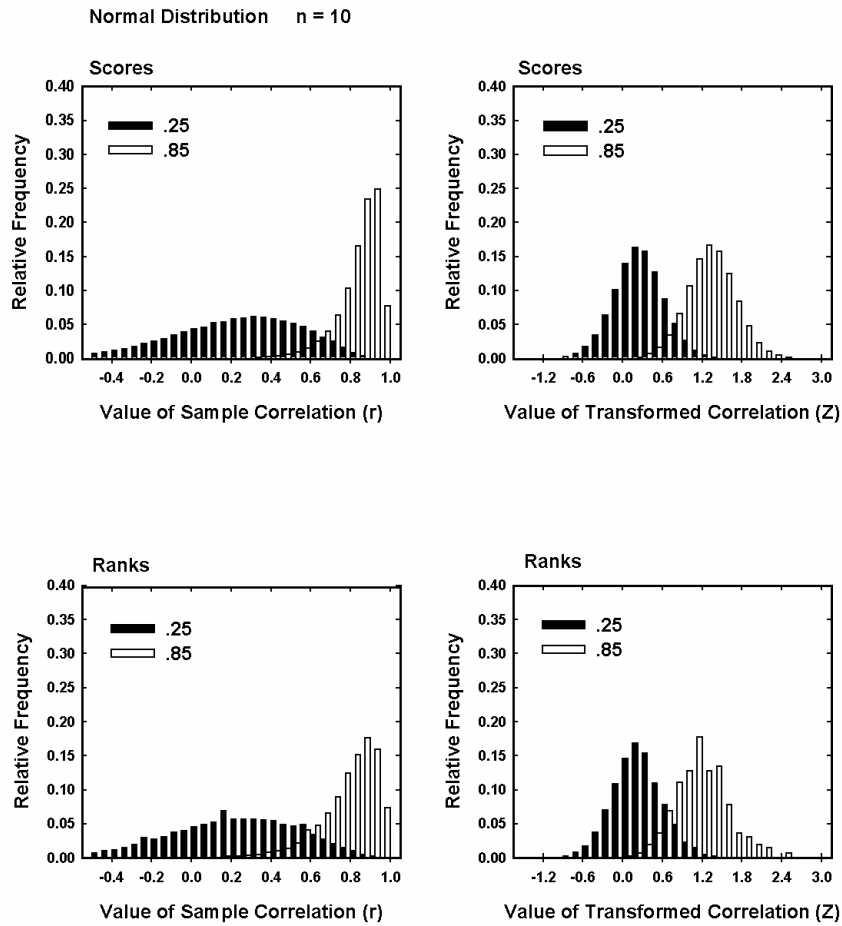 Normal Distribution n = 10
Scores
0.40
0.35
0.30
0.25
0.20
0.15
0.10
0.05
0.00
Relative Frequency
.25
.85
-0.4 -0.2 0.0 0.2 0.4 0.6 0.8 1.0
Value of Sample Correlation (r)
Scores
0.40
0.35
0.30
0.25
0.20
0.15
0.10
0.05
0.00
Relative Frequency
.25
.85
-1.2 -0.6 0.0 0.6 1.2 1.8 2.4 3.0
Value of Transformed Correlation (Z)
Ranks
0.40
0.35
0.30
0.25
0.20
0.15
0.10
0.05
0.00
Relative Frequency
.25
.85
-0.4 -0.2 0.0 0.2 0.4 0.6 0.8 1.0
Value of Sample Correlation (r)
Ranks
0.40
0.35
0.30
0.25
0.20
0.15
0.10
0.05
0.00
Relative Frequency
.25
.85
-1.2 -0.6 0.0 0.6 1.2 1.8 2.4 3.0
Value of Transformed Correlation (Z)